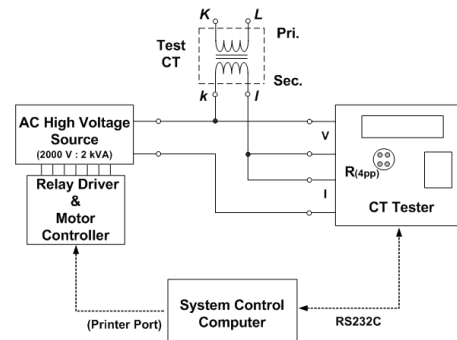 K L
Test
CT
Pri.
Sec.
k l
AC High Voltage
Source
(2000 V : 2 kVA)
Relay Driver
&
Motor
Controller
V
R(4pp)
I
CT Tester
System Control
Computer
(Printer Port)
RS232C